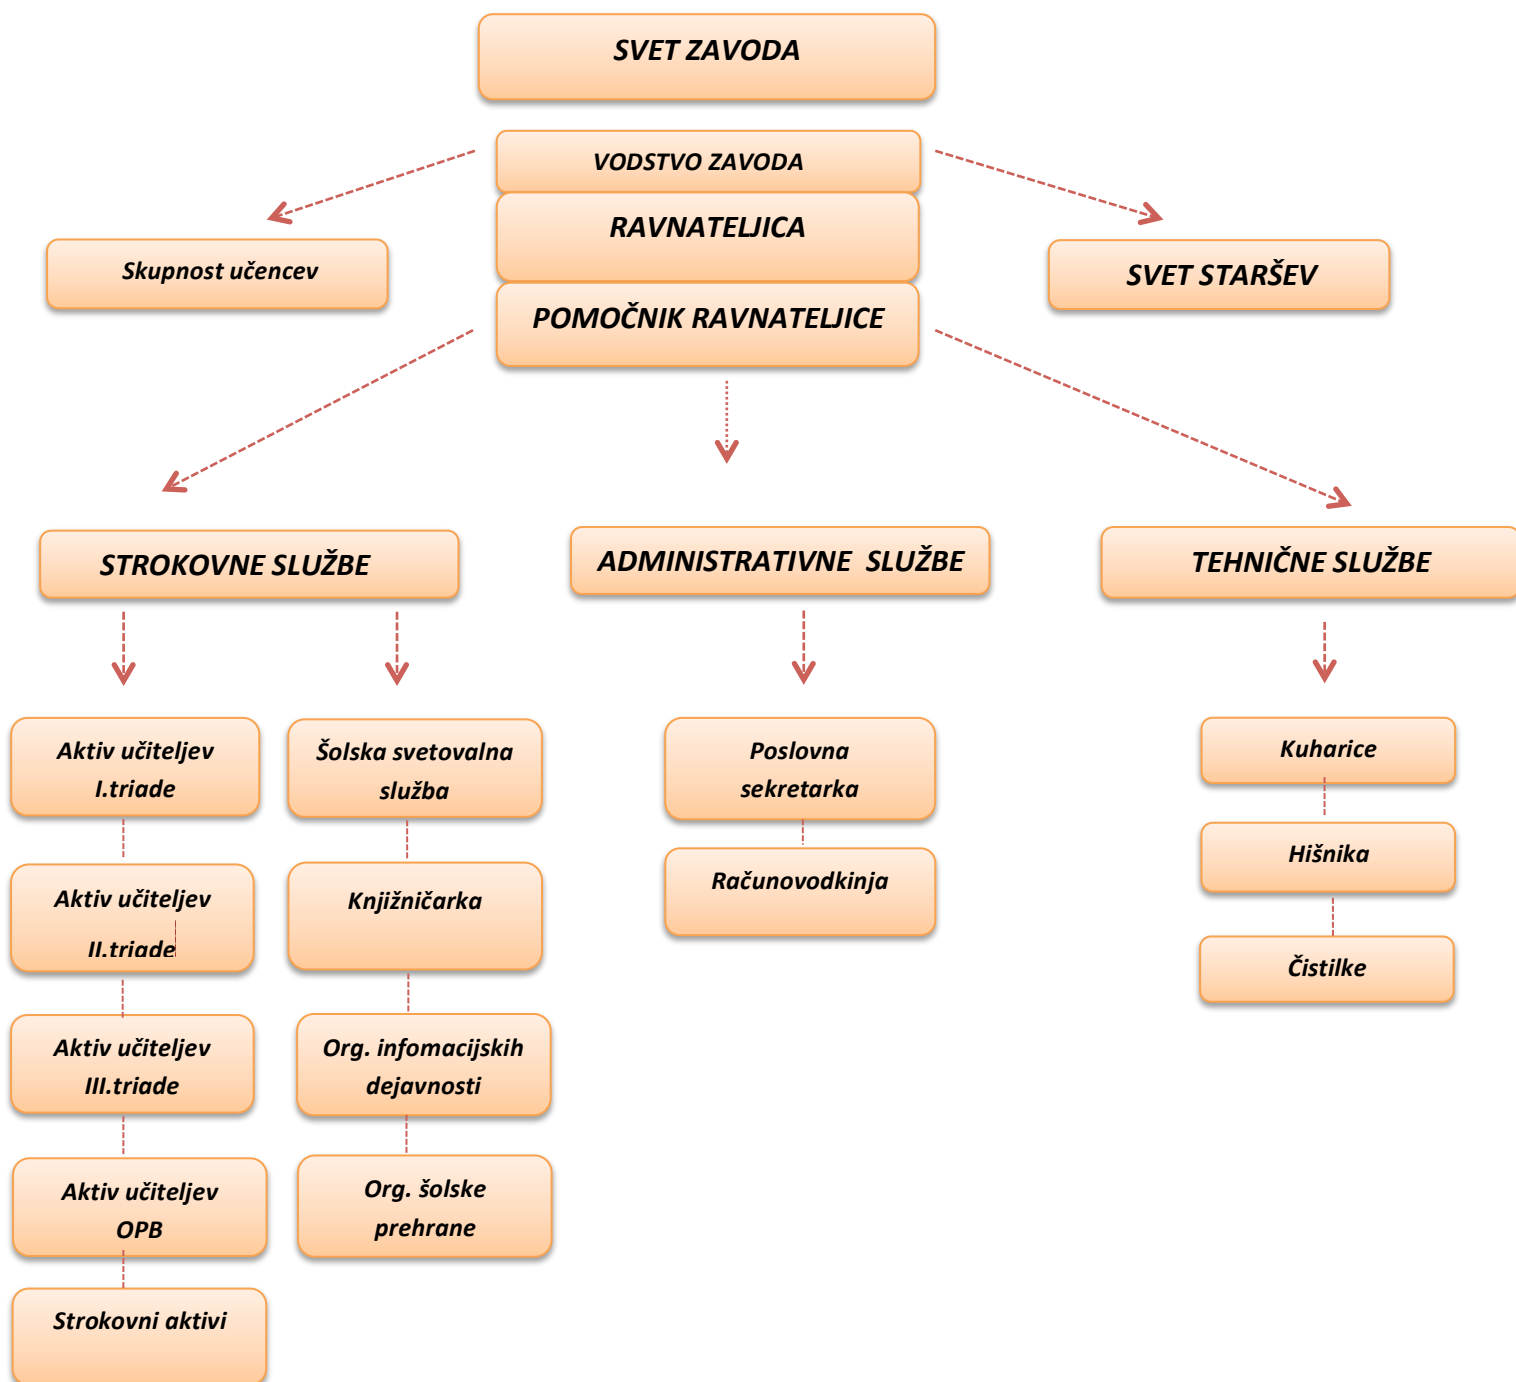 SVET ZAVODA
VODSTVO ZAVODA
RAVNATELJICA
POMOČNIK RAVNATELJICE
Skupnost učencev
SVET STARŠEV
STROKOVNE SLUŽBE
ADMINISTRATIVNE SLUŽBE
TEHNIČNE SLUŽBE
Aktiv učiteljev
I.triade
Aktiv učiteljev
II.triade
Aktiv učiteljev
III.triade
Aktiv učiteljev
OPB
Strokovni aktivi
Šolska svetovalna
služba
Knjižničarka
Org. infomacijskih
dejavnosti
Org. šolske
prehrane
Poslovna
sekretarka
Računovodkinja
Kuharice
Hišnika
Čistilke